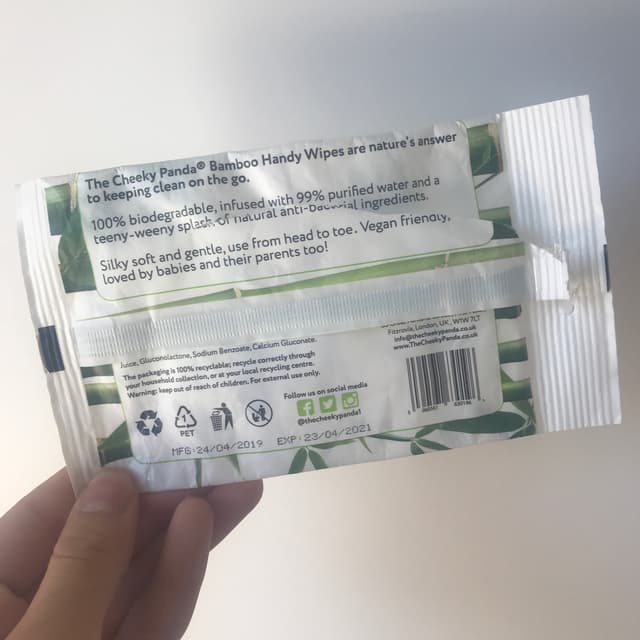 The Cheeky Panda® Bamboo Handy Wipes are nature's answer
to keeping clean on the go.
100% biodegradable, infused with 99% purified water and a
teeny-weeny splash of natural anti-bacterial ingredients.
Silky soft and gentle, use from head to toe. Vegan friendly,
loved by babies and their parents too!
Juice, Gluconolactone, Sodium Benzoate, Calcium Gluconate.
The packaging is 100% recyclable; recycle correctly through
your household collection, or at your local recycling centre.
Warning: keep out of reach of children. For external use only.
1
PET
Follow us on social media
@thecheekypanda1
MFG:24/04/2019 EXP:23/04/2021
Fitzrovia, London, UK, W1W 7LT
info@thecheekypanda.co.uk
www.TheCheekyPanda.co.uk